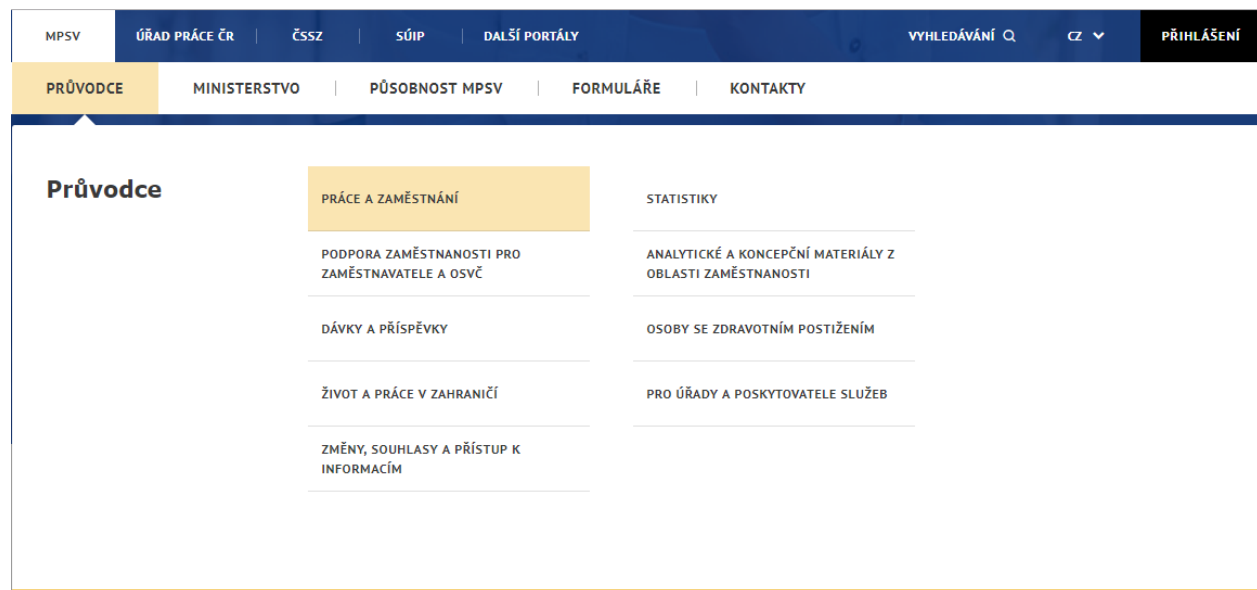 MPSV
ÚŘAD PRÁCE ČR
ČSSZ
SÚIP
DALŠÍ PORTÁLY
VYHLEDÁVÁNÍ
CZ
PŘIHLÁŠENÍ
PRŮVODCE
MINISTERSTVO
PŮSOBNOST MPSV
FORMULÁŘE
KONTAKTY
Průvodce
PRÁCE A ZAMĚSTNÁNÍ
PODPORA ZAMĚSTNANOSTI PRO
ZAMĚSTNAVATELE A OSVČ
DÁVKY A PŘÍSPĚVKY
ŽIVOT A PRÁCE V ZAHRANIČÍ
ZMĚNY, SOUHLASY A PŘÍSTUP K
INFORMACÍM
STATISTIKY
ANALYTICKÉ A KONCEPČNÍ MATERIÁLY Z
OBLASTI ZAMĚSTNANOSTI
OSOBY SE ZDRAVOTNÍM POSTIŽENÍM
PRO ÚŘADY A POSKYTOVATELE SLUŽEB